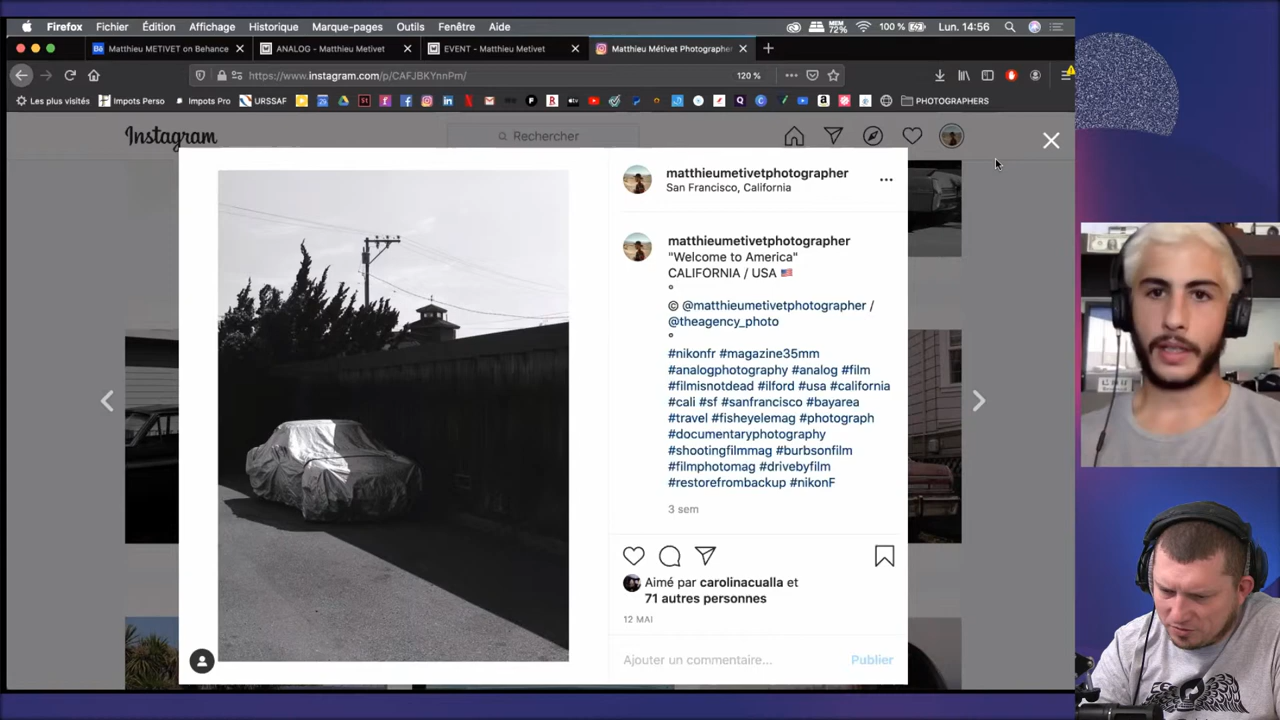 Firefox Fichier Édition Affichage Historique Marque-pages Outils Fenêtre Aide MEM 72% 100 % Lun. 14:56
Matthieu METIVET on Behance ANALOG - Matthieu Metivet EVENT - Matthieu Metivet Matthieu Métivet Photographe
https://www.instagram.com/p/CAFJBKYnnPm/ 120 %
Les plus visités Impots Perso Impots Pro URSSAF PHOTOGRAPHERS
Instagram Rechercher
matthieumetivetphotographer
San Francisco, California
matthieumetivetphotographer
"Welcome to America"
CALIFORNIA / USA 🇺🇸
°
© @matthieumetivetphotographer /
@theagency_photo
°
#nikonfr #magazine35mm
#analogphotography #analog #film
#filmisnotdead #ilford #usa #california
#cali #sf #sanfrancisco #bayarea
#travel #fisheyelemag #photograph
#documentaryphotography
#shootingfilmmag #burbsfilm
#filmphotomag #drivebyfilm
#restorefrombackup #nikonF
3 sem
Aimé par carolinacualla et
71 autres personnes
12 MAI
Ajouter un commentaire... Publier